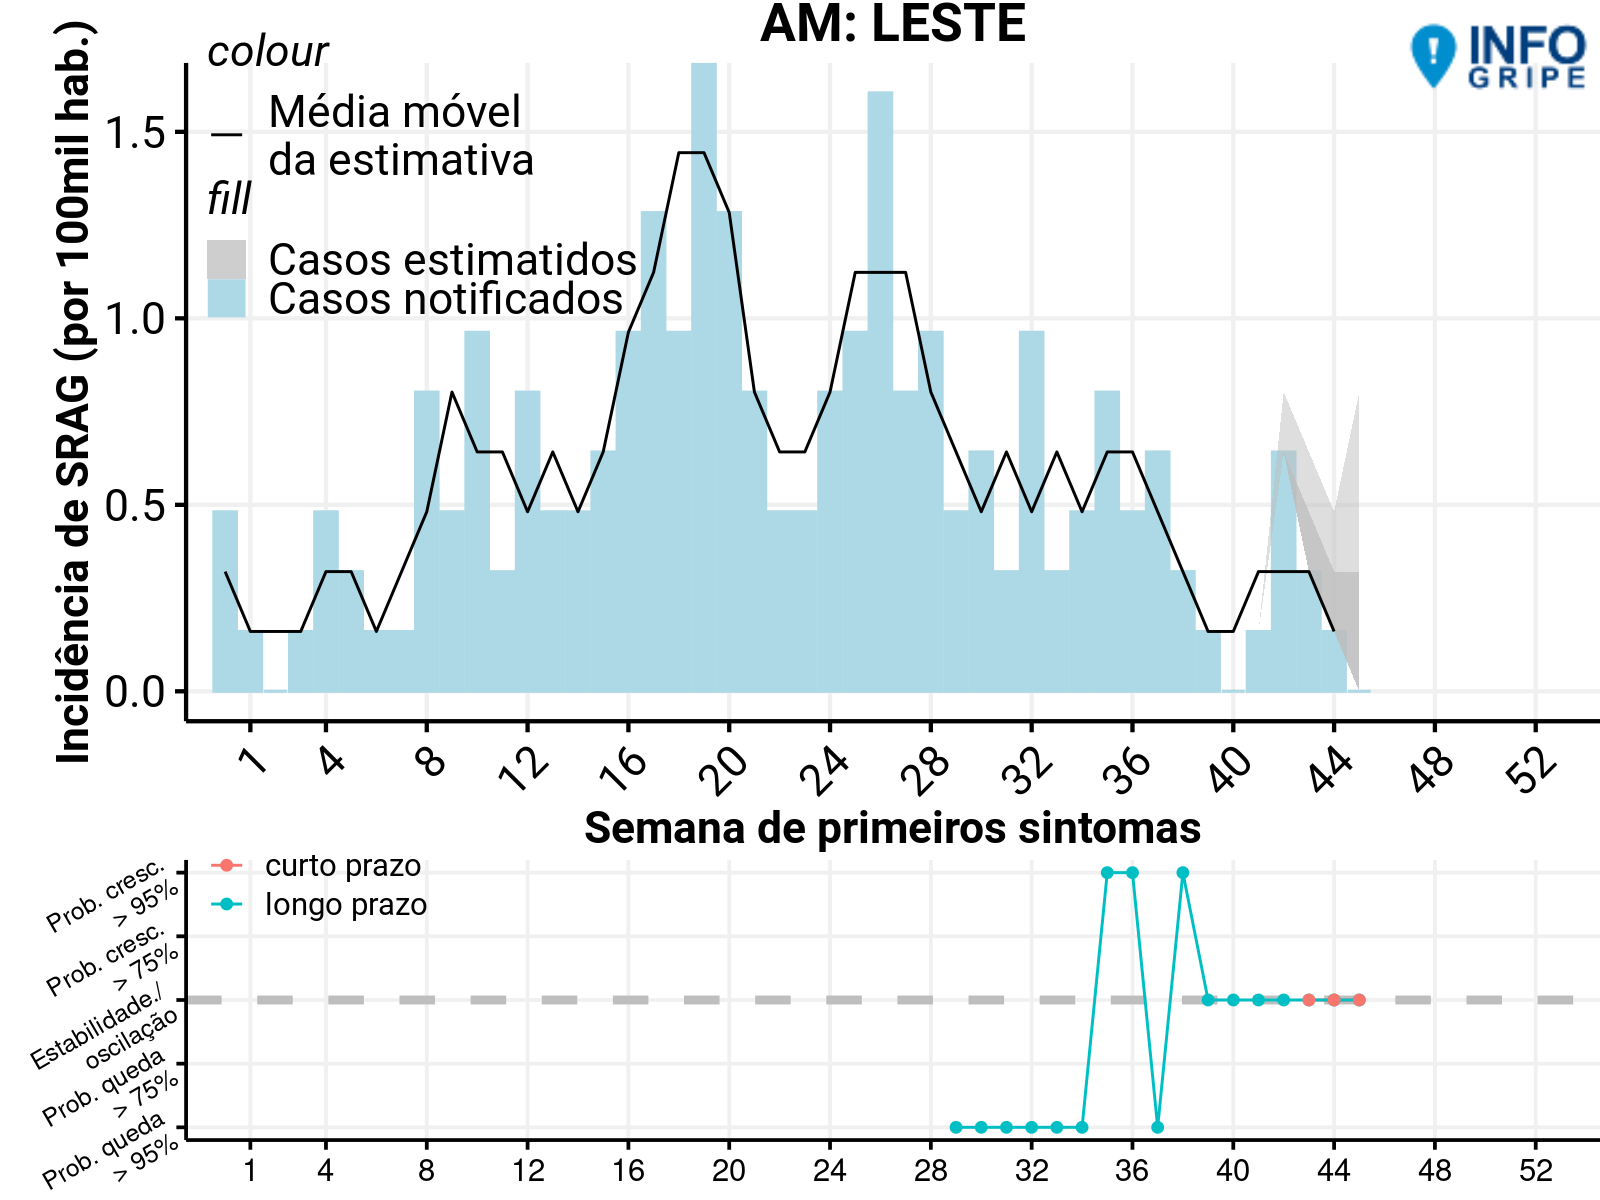 AM: LESTE
INFO
GRIPE
colour
Média móvel
da estimativa
fill
Casos estimatidos
Casos notificados
Incidência de SRAG (por 100mil hab.)
1.5
1.0
0.5
0.0
1 4 8 12 16 20 24 28 32 36 40 44 48 52
Semana de primeiros sintomas
curto prazo
longo prazo
Prob. cresc.
> 95%
Prob. cresc.
> 75%
Estabilidade./
oscilação
Prob. queda
> 75%
Prob. queda
> 95%
1 4 8 12 16 20 24 28 32 36 40 44 48 52